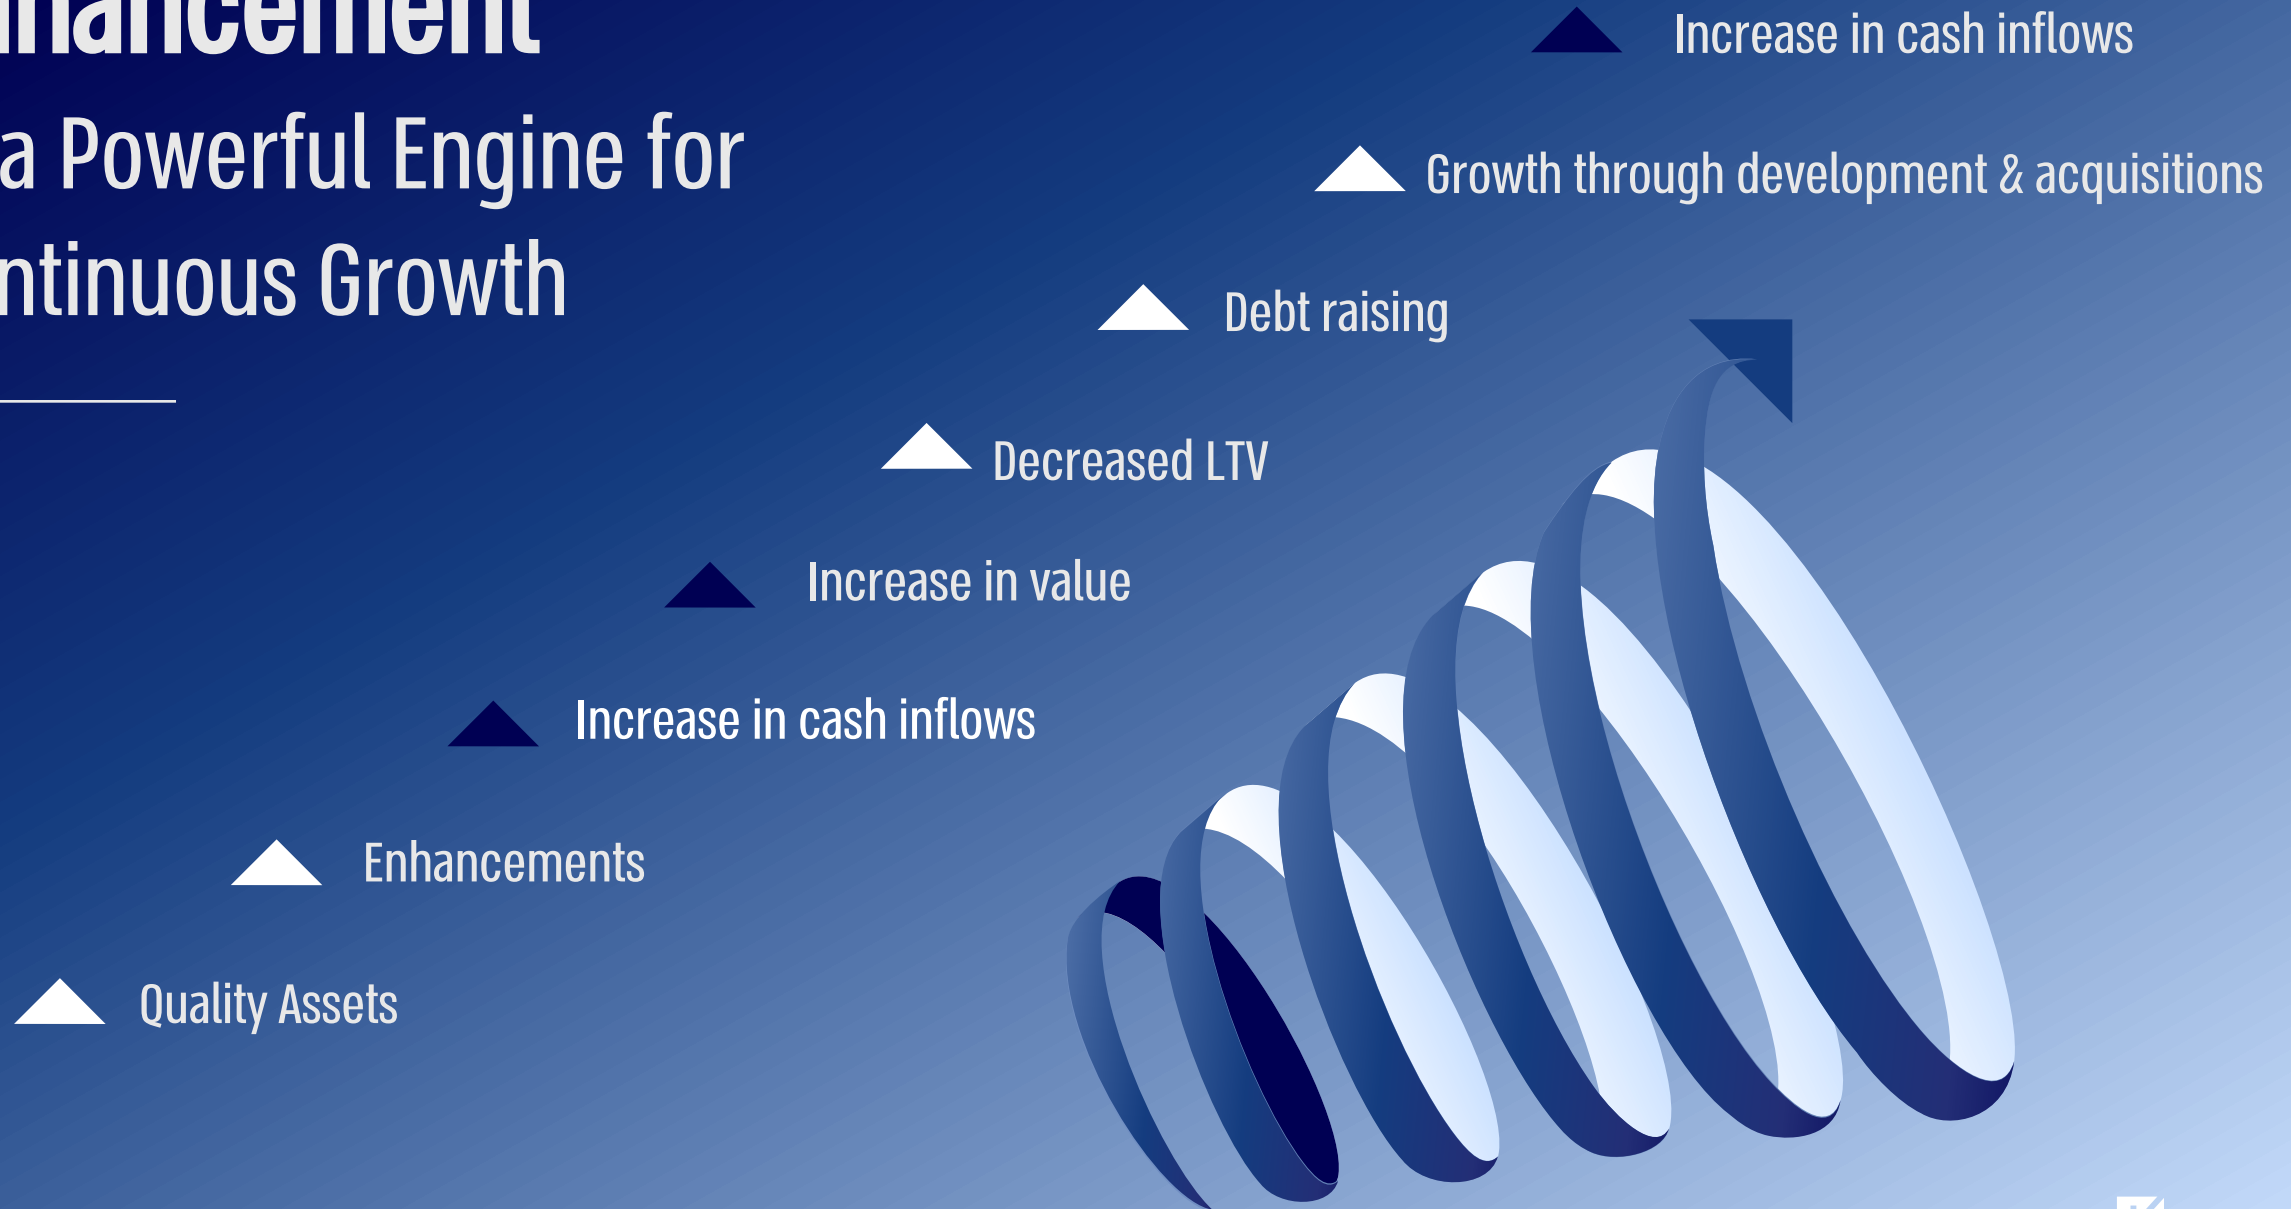 a Powerful Engine for
Growth
Increase in cash inflows
Growth through development & acquisitions
Debt raising
Decreased LTV
Increase in value
Increase in cash inflows
Enhancements
Quality Assets